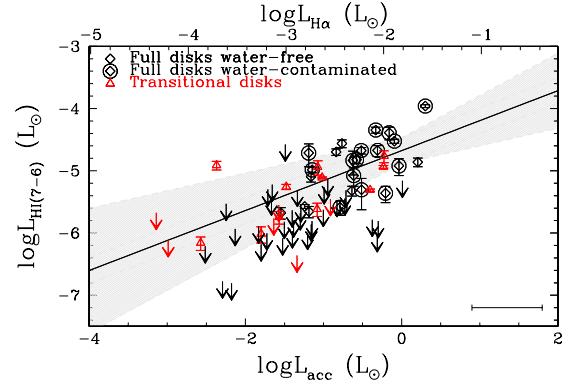 logL_Hα (L_⊙)
−5 −4 −3 −2 −1
Full disks water−free
Full disks water−contaminated
Transitional disks
−3
−4
−5
−6
−7
logL_HI(7−6) (L_⊙)
−4 −2 0 2
logL_acc (L_⊙)